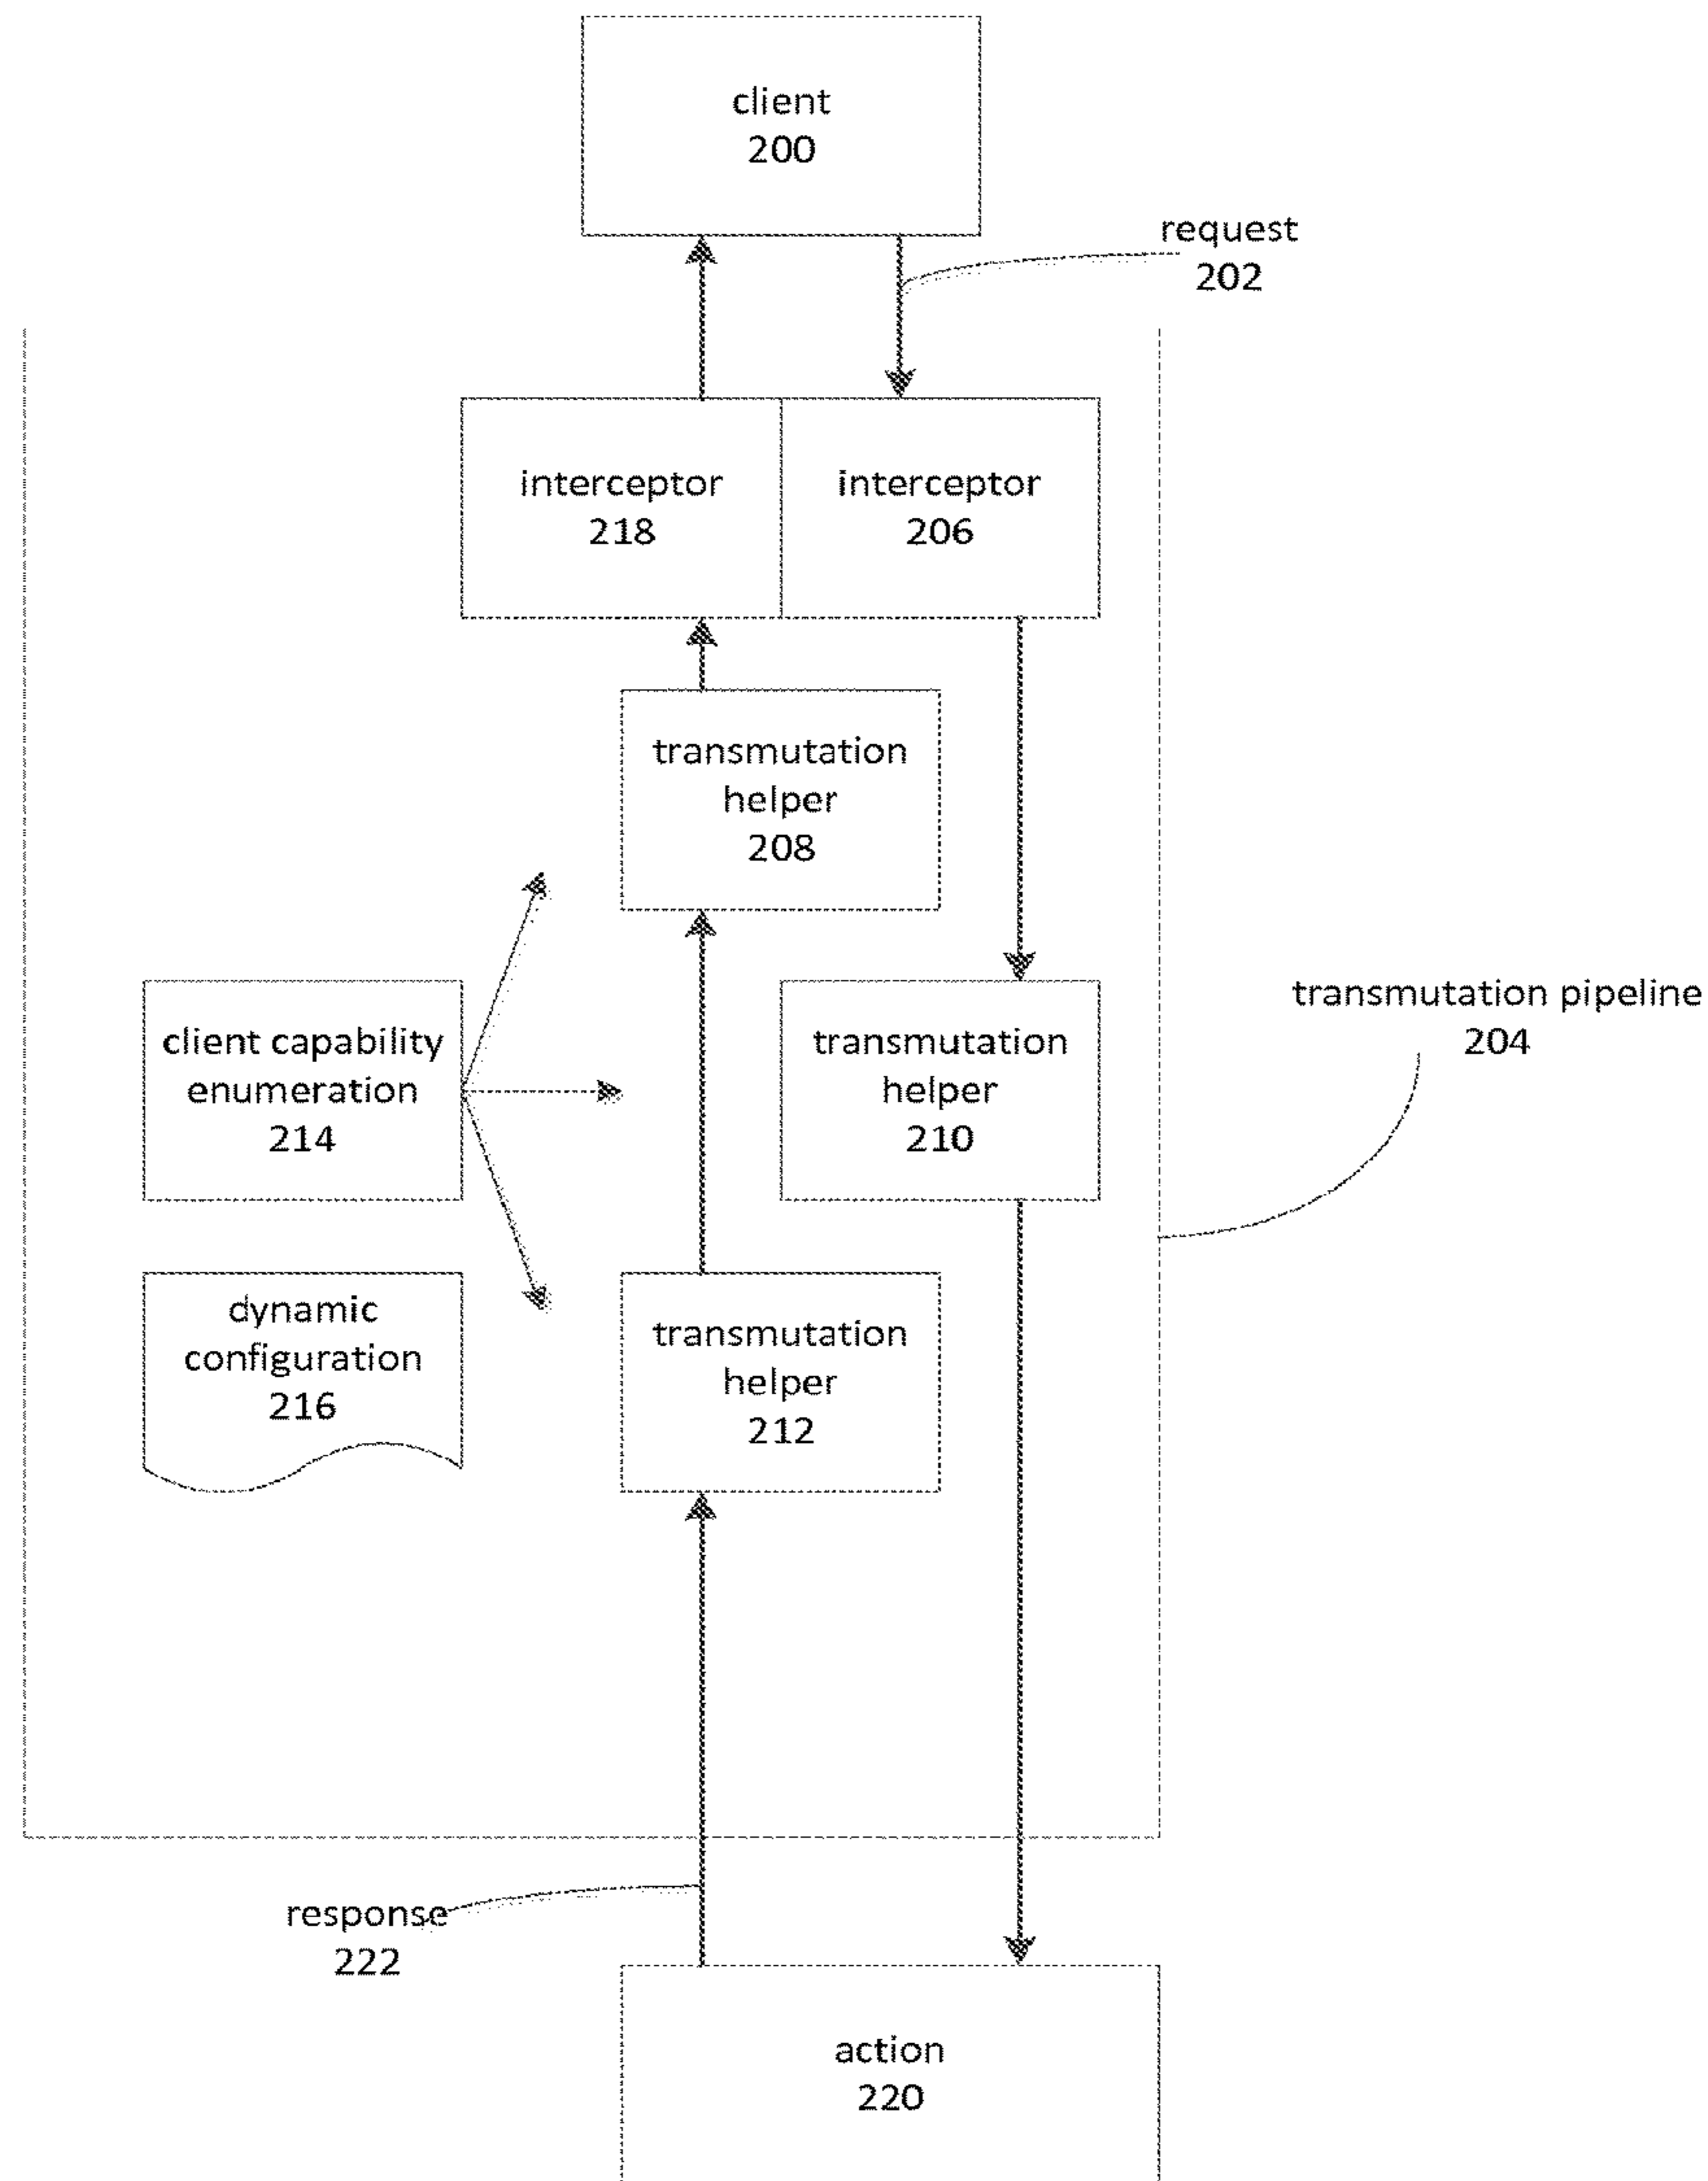 client
200
request
202
interceptor
218
interceptor
206
transmutation
helper
208
client capability
enumeration
214
transmutation
helper
210
transmutation pipeline
204
dynamic
configuration
216
transmutation
helper
212
response
222
action
220